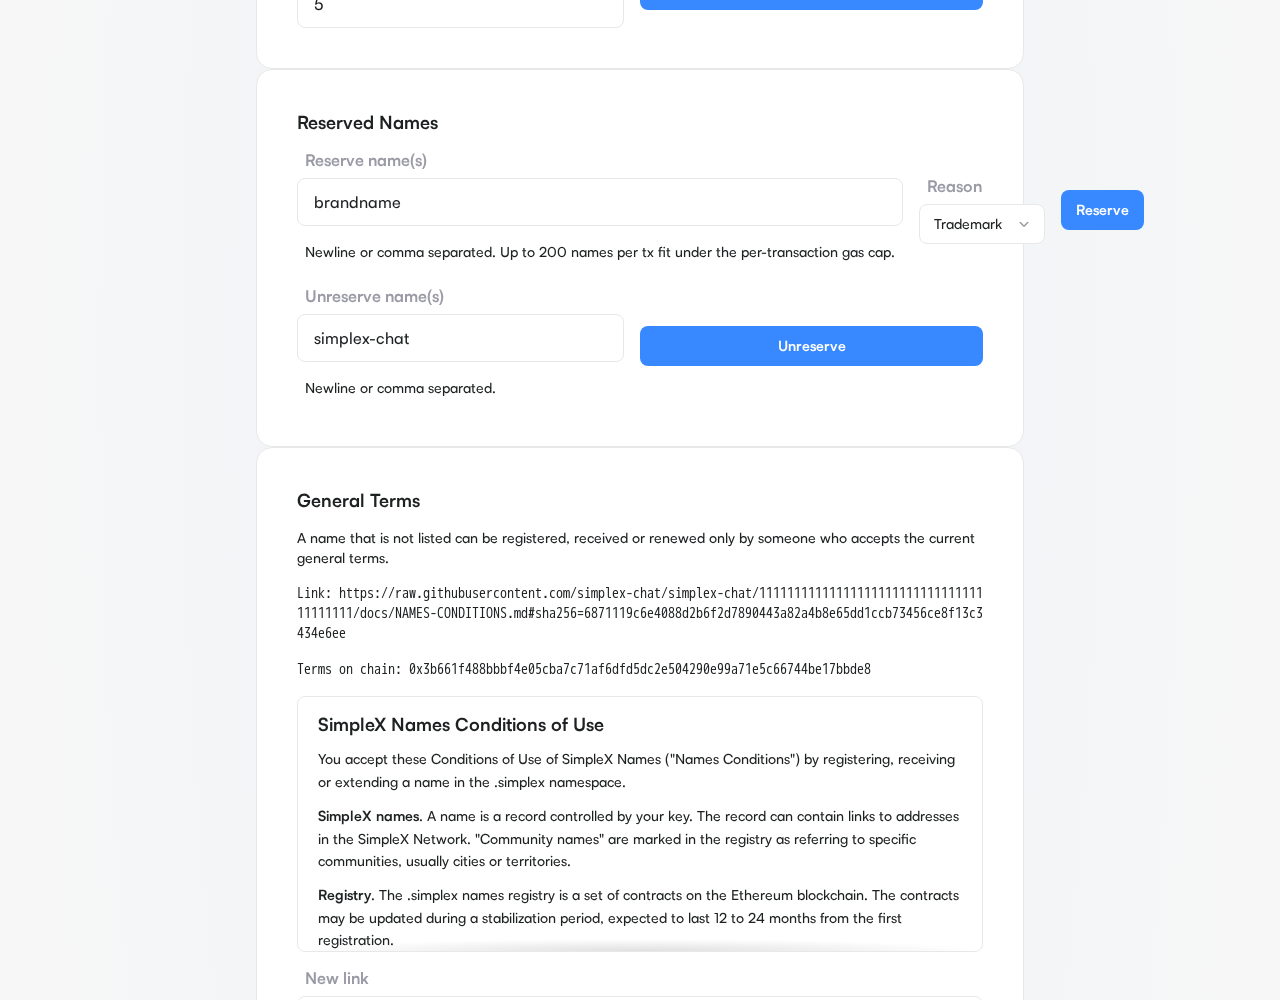 5
Reserved Names
Reserve name(s)
brandname
Reason
Trademark
Reserve
Newline or comma separated. Up to 200 names per tx fit under the per-transaction gas cap.
Unreserve name(s)
simplex-chat
Unreserve
Newline or comma separated.
General Terms
A name that is not listed can be registered, received or renewed only by someone who accepts the current
general terms.
Link: https://raw.githubusercontent.com/simplex-chat/simplex-chat/11111111111111111111111111111111
11111111/docs/NAMES-CONDITIONS.md#sha256=6871119c6e4088d2b6f2d7890443a82a4b8e65dd1ccb73456ce8f13c3
434e6ee
Terms on chain: 0x3b661f488bbbf4e05cba7c71af6dfd5dc2e504290e99a71e5c66744be17bbde8
SimpleX Names Conditions of Use
You accept these Conditions of Use of SimpleX Names ("Names Conditions") by registering, receiving
or extending a name in the .simplex namespace.
SimpleX names. A name is a record controlled by your key. The record can contain links to addresses
in the SimpleX Network. "Community names" are marked in the registry as referring to specific
communities, usually cities or territories.
Registry. The .simplex names registry is a set of contracts on the Ethereum blockchain. The contracts
may be updated during a stabilization period, expected to last 12 to 24 months from the first
registration.
New link